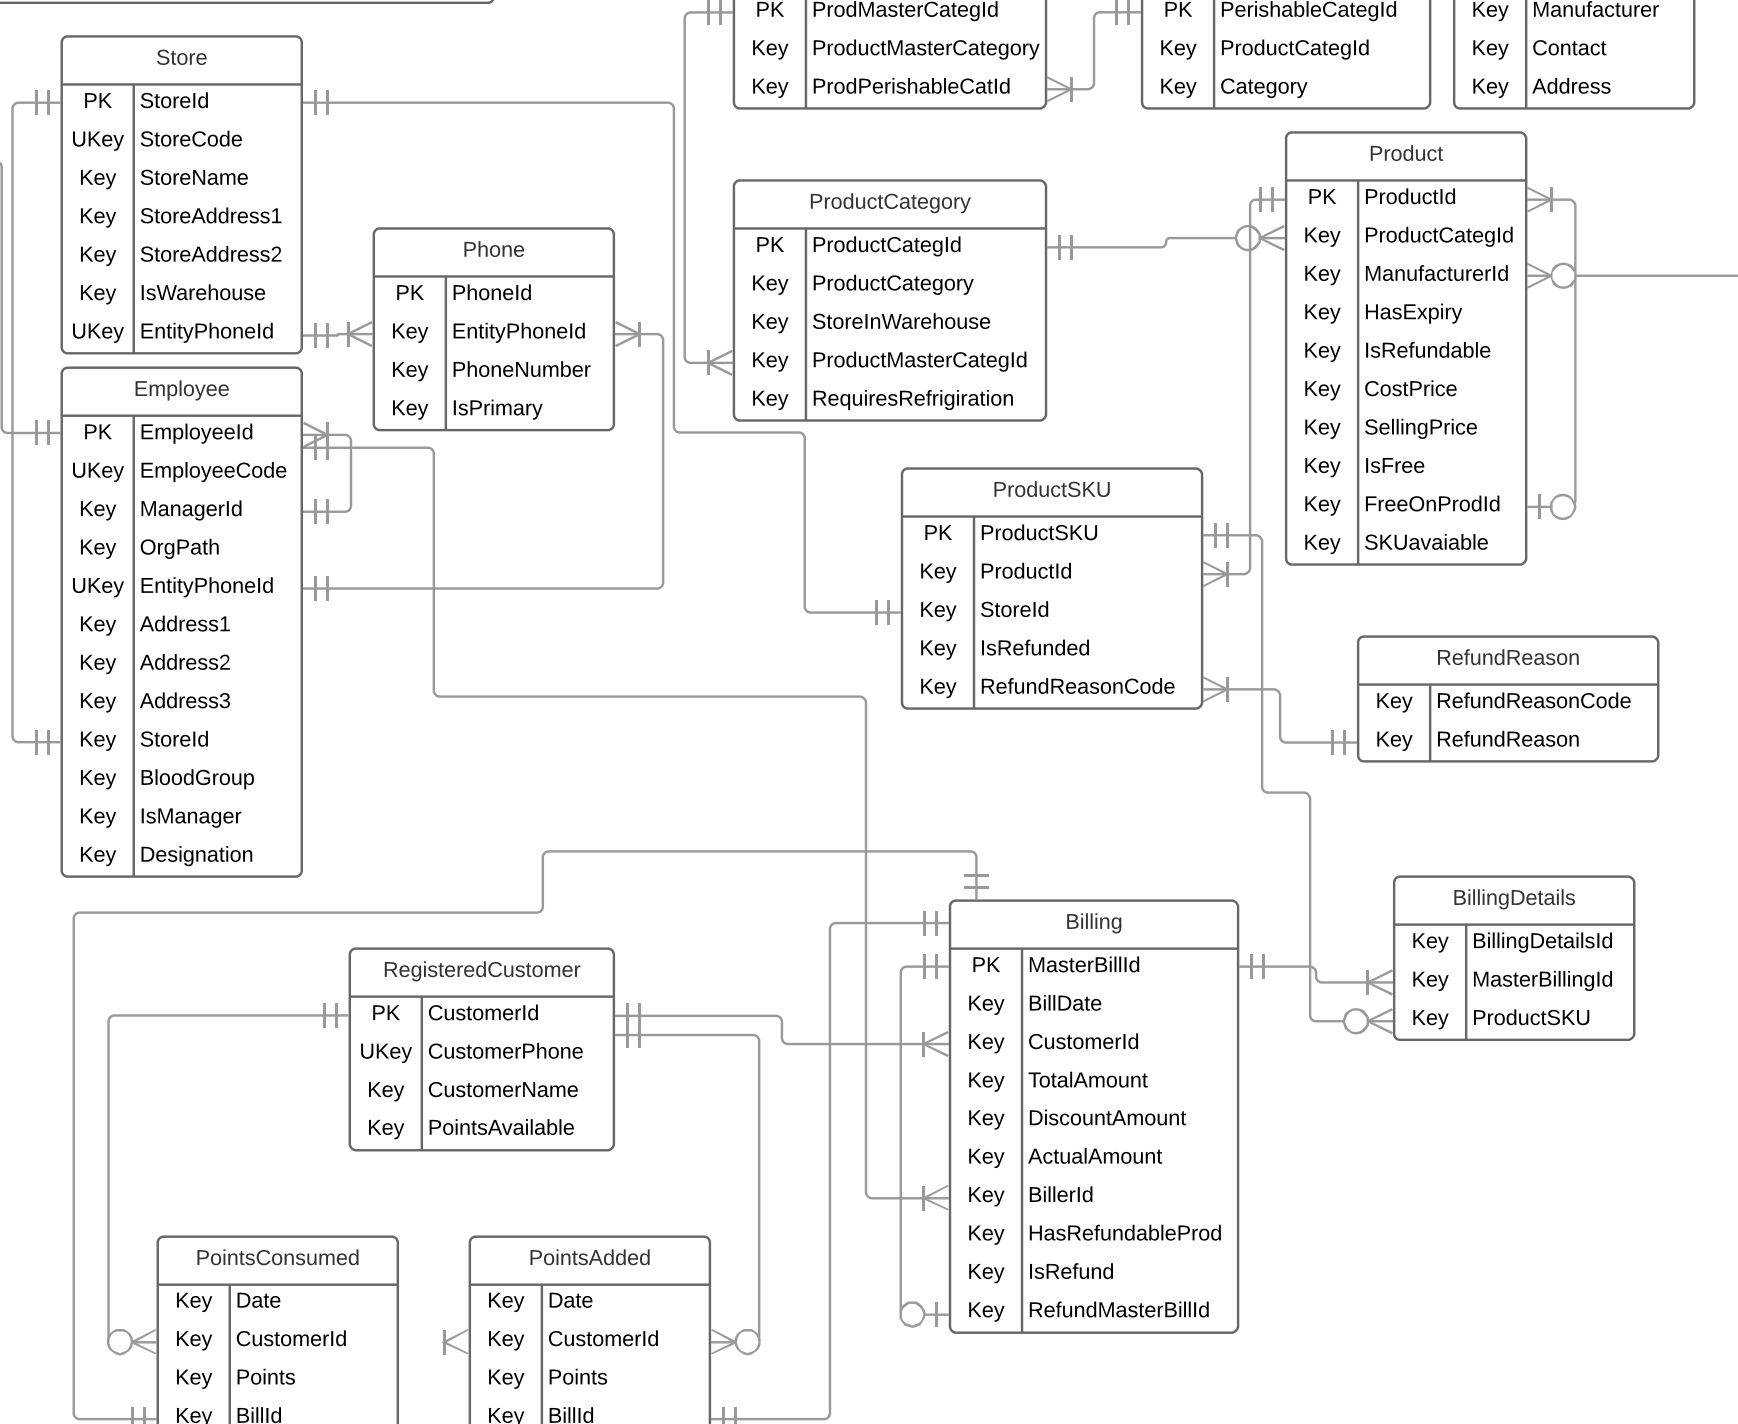 PK ProdMasterCategId
Key ProductMasterCategory
Key ProdPerishableCatId
PK PerishableCategId
Key ProductCategId
Key Category
Key Manufacturer
Key Contact
Key Address
Store
PK StoreId
UKey StoreCode
Key StoreName
Key StoreAddress1
Key StoreAddress2
Key IsWarehouse
UKey EntityPhoneId
Phone
PK PhoneId
Key EntityPhoneId
Key PhoneNumber
Key IsPrimary
ProductCategory
PK ProductCategId
Key ProductCategory
Key StoreInWarehouse
Key ProductMasterCategId
Key RequiresRefrigiration
Product
PK ProductId
Key ProductCategId
Key ManufacturerId
Key HasExpiry
Key IsRefundable
Key CostPrice
Key SellingPrice
Key IsFree
Key FreeOnProdId
Key SKUavaiable
Employee
PK EmployeeId
UKey EmployeeCode
Key ManagerId
Key OrgPath
UKey EntityPhoneId
Key Address1
Key Address2
Key Address3
Key StoreId
Key BloodGroup
Key IsManager
Key Designation
ProductSKU
PK ProductSKU
Key ProductId
Key StoreId
Key IsRefunded
Key RefundReasonCode
RefundReason
Key RefundReasonCode
Key RefundReason
Billing
PK MasterBillId
Key BillDate
Key CustomerId
Key TotalAmount
Key DiscountAmount
Key ActualAmount
Key BillerId
Key HasRefundableProd
Key IsRefund
Key RefundMasterBillId
BillingDetails
Key BillingDetailsId
Key MasterBillingId
Key ProductSKU
RegisteredCustomer
PK CustomerId
UKey CustomerPhone
Key CustomerName
Key PointsAvailable
PointsConsumed
Key Date
Key CustomerId
Key Points
Key BillId
PointsAdded
Key Date
Key CustomerId
Key Points
Key BillId